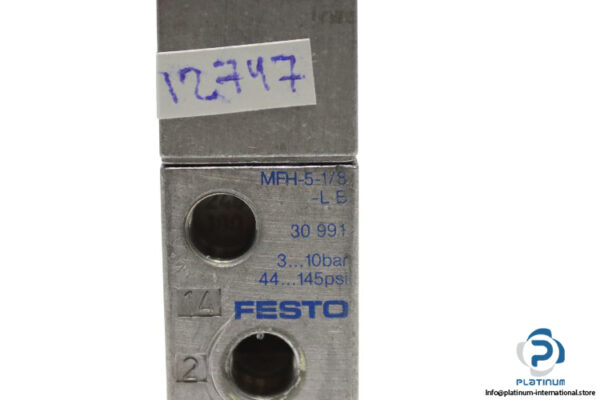 12747
MFH-5-1/8
-L B
30 991
3...10bar
44...145psi
14
FESTO
2
PLATINUM
info@platinum-international.store